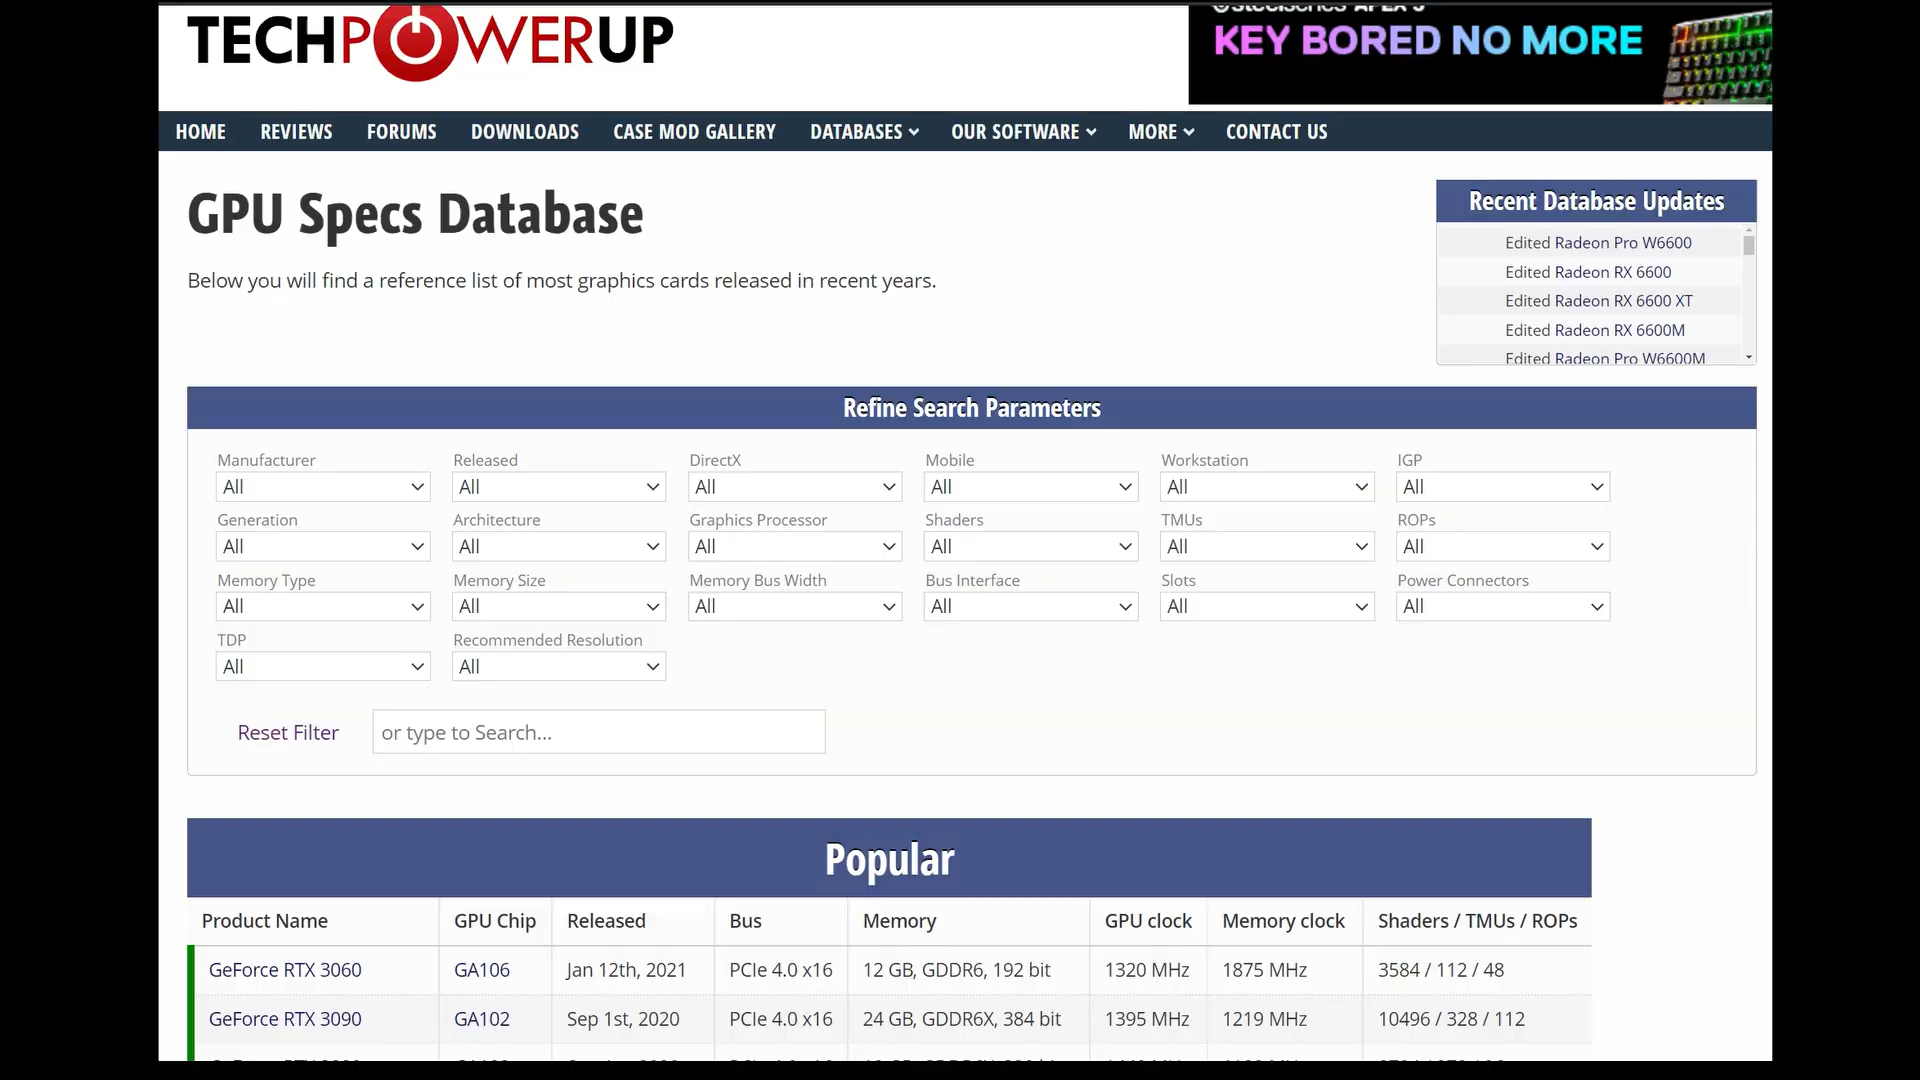 TECHPOWERUP
steelseries APEX 5
KEY BORED NO MORE
HOME REVIEWS FORUMS DOWNLOADS CASE MOD GALLERY DATABASES OUR SOFTWARE MORE CONTACT US
GPU Specs Database
Below you will find a reference list of most graphics cards released in recent years.
Recent Database Updates
Edited Radeon Pro W6600
Edited Radeon RX 6600
Edited Radeon RX 6600 XT
Edited Radeon RX 6600M
Edited Radeon Pro W6600M
Refine Search Parameters
Manufacturer Released DirectX Mobile Workstation IGP
All All All All All All
Generation Architecture Graphics Processor Shaders TMUs ROPs
All All All All All All
Memory Type Memory Size Memory Bus Width Bus Interface Slots Power Connectors
All All All All All All
TDP Recommended Resolution
All All
Reset Filter or type to Search...
Popular
Product Name GPU Chip Released Bus Memory GPU clock Memory clock Shaders / TMUs / ROPs
GeForce RTX 3060 GA106 Jan 12th, 2021 PCIe 4.0 x16 12 GB, GDDR6, 192 bit 1320 MHz 1875 MHz 3584 / 112 / 48
GeForce RTX 3090 GA102 Sep 1st, 2020 PCIe 4.0 x16 24 GB, GDDR6X, 384 bit 1395 MHz 1219 MHz 10496 / 328 / 112